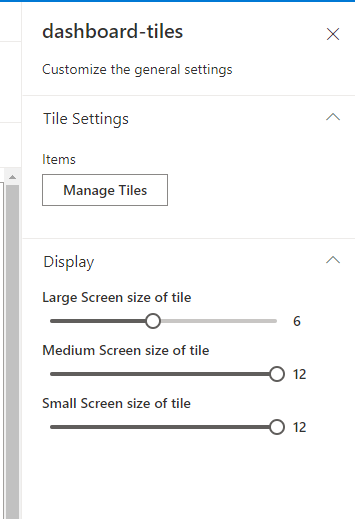 dashboard-tiles
Customize the general settings
Tile Settings
Items
Manage Tiles
Display
Large Screen size of tile
6
Medium Screen size of tile
12
Small Screen size of tile
12